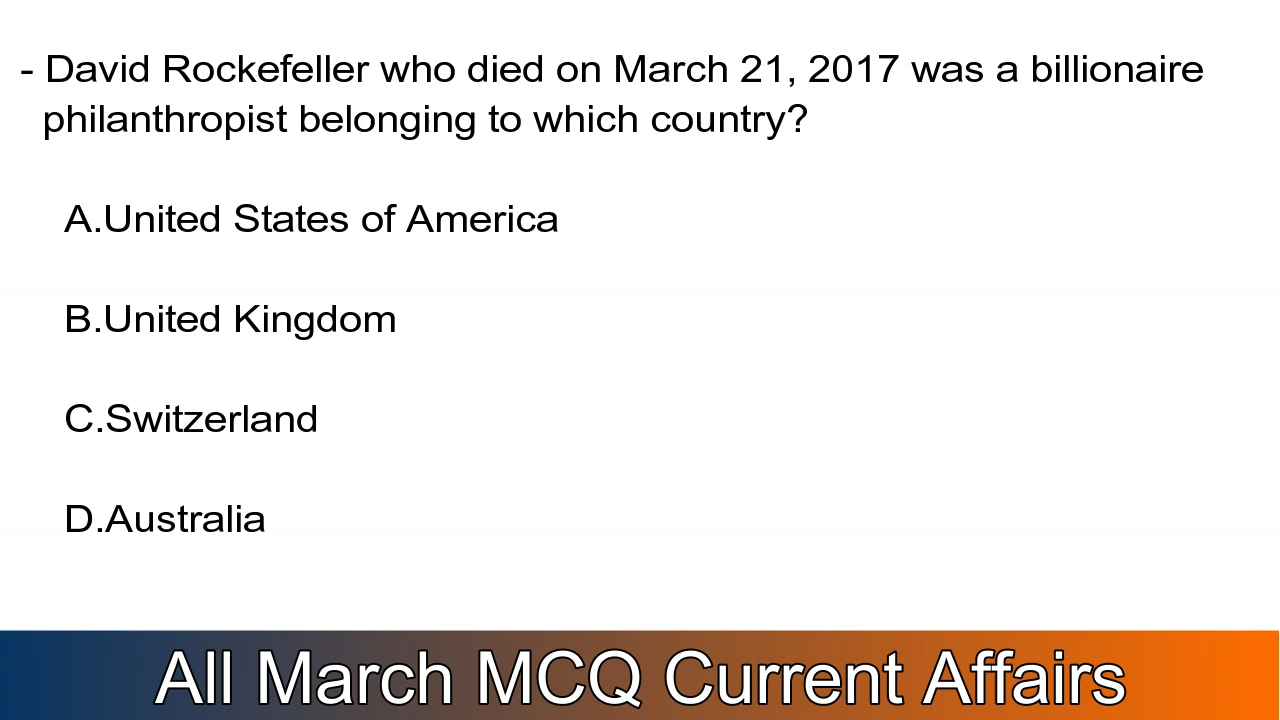 - David Rockefeller who died on March 21, 2017 was a billionaire
philanthropist belonging to which country?
A.United States of America
B.United Kingdom
C.Switzerland
D.Australia
All March MCQ Current Affairs